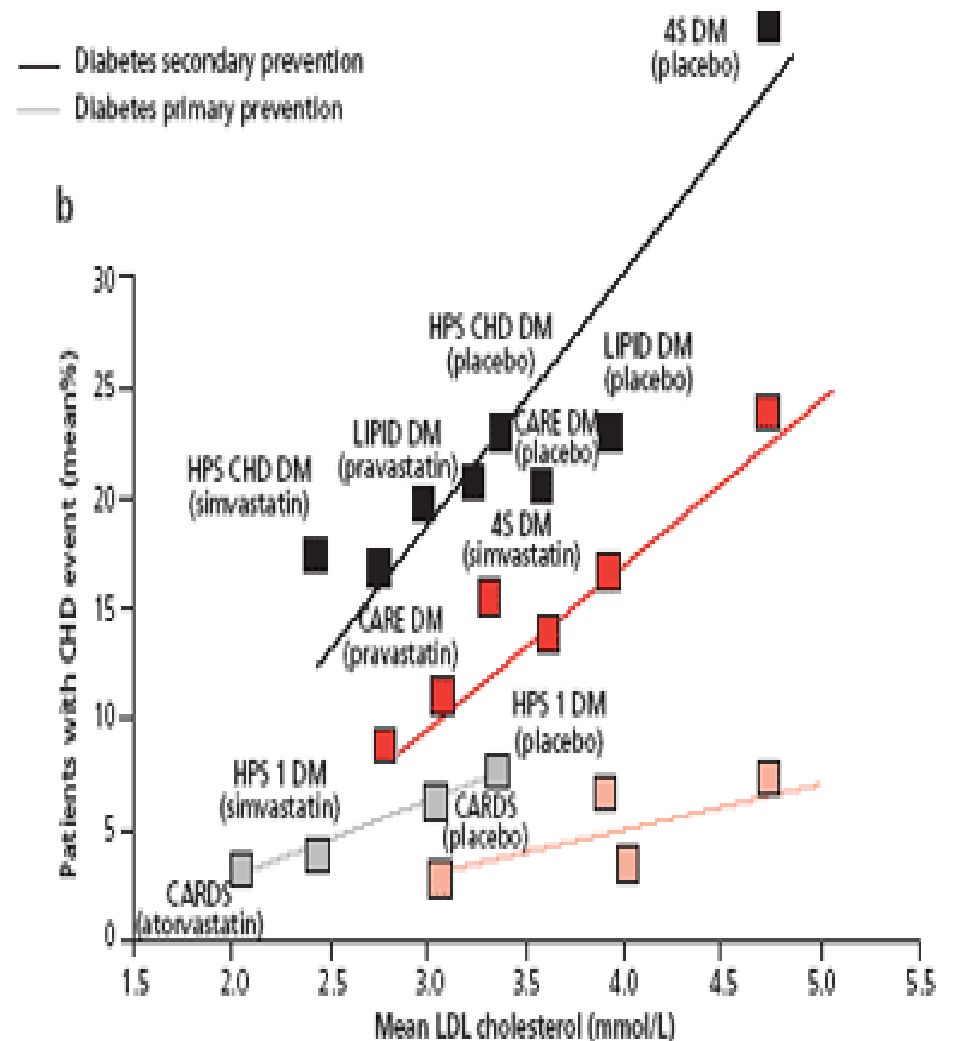 4S DM
(placebo)
Diabetes secondary prevention
Diabetes primary prevention
b
30
25
20
15
10
5
0
Patients with CHD event (mean%)
HPS CHD DM
(placebo)
LIPID DM
(placebo)
LIPID DM
(pravastatin)
CARE DM
(placebo)
HPS CHD DM
(simvastatin)
4S DM
(simvastatin)
CARE DM
(pravastatin)
HPS 1 DM
(placebo)
HPS 1 DM
(simvastatin)
CARDS
(placebo)
CARDS
(atorvastatin)
1.5 2.0 2.5 3.0 3.5 4.0 4.5 5.0 5.5
Mean LDL cholesterol (mmol/L)